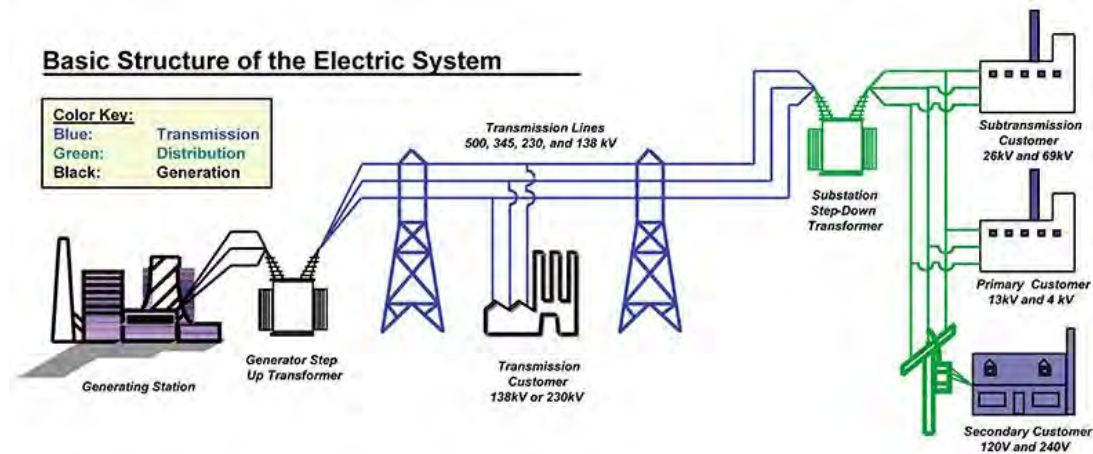 Basic Structure of the Electric System
Color Key:
Blue: Transmission
Green: Distribution
Black: Generation
Transmission Lines
500, 345, 230, and 138 kV
Subtransmission
Customer
26kV and 69kV
Substation
Step-Down
Transformer
Primary Customer
13kV and 4 kV
Generating Station
Generator Step
Up Transformer
Transmission
Customer
138kV or 230kV
Secondary Customer
120V and 240V